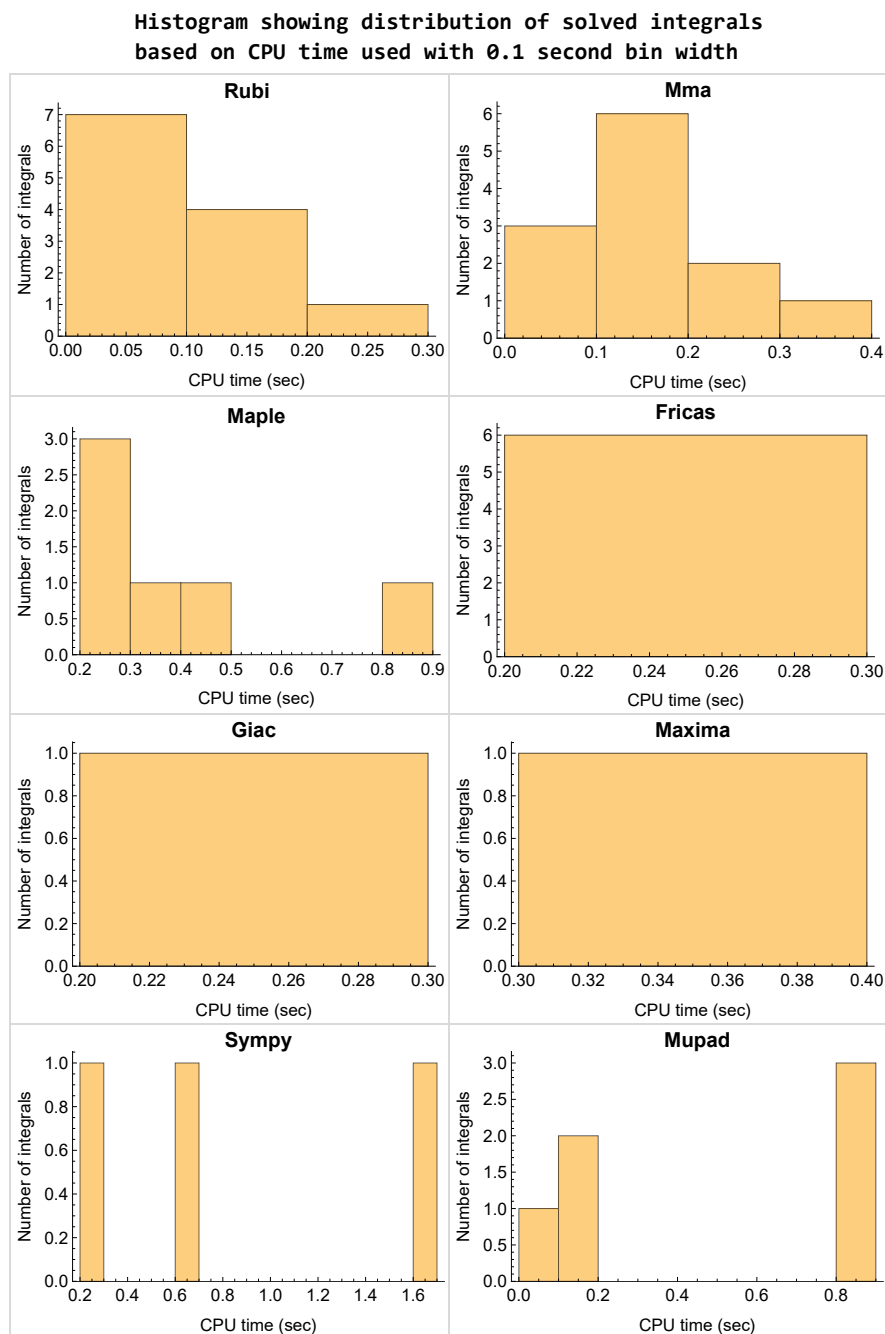 Histogram showing distribution of solved integrals
based on CPU time used with 0.1 second bin width
Rubi
Number of integrals
7
6
5
4
3
2
1
0
0.00 0.05 0.10 0.15 0.20 0.25 0.30
CPU time (sec)
Mma
Number of integrals
6
5
4
3
2
1
0
0.0 0.1 0.2 0.3 0.4
CPU time (sec)
Maple
Number of integrals
3.0
2.5
2.0
1.5
1.0
0.5
0.0
0.2 0.3 0.4 0.5 0.6 0.7 0.8 0.9
CPU time (sec)
Fricas
Number of integrals
6
5
4
3
2
1
0
0.20 0.22 0.24 0.26 0.28 0.30
CPU time (sec)
Giac
Number of integrals
1.0
0.8
0.6
0.4
0.2
0.0
0.20 0.22 0.24 0.26 0.28 0.30
CPU time (sec)
Maxima
Number of integrals
1.0
0.8
0.6
0.4
0.2
0.0
0.30 0.32 0.34 0.36 0.38 0.40
CPU time (sec)
Sympy
Number of integrals
1.0
0.8
0.6
0.4
0.2
0.0
0.2 0.4 0.6 0.8 1.0 1.2 1.4 1.6
CPU time (sec)
Mupad
Number of integrals
3.0
2.5
2.0
1.5
1.0
0.5
0.0
0.0 0.2 0.4 0.6 0.8
CPU time (sec)